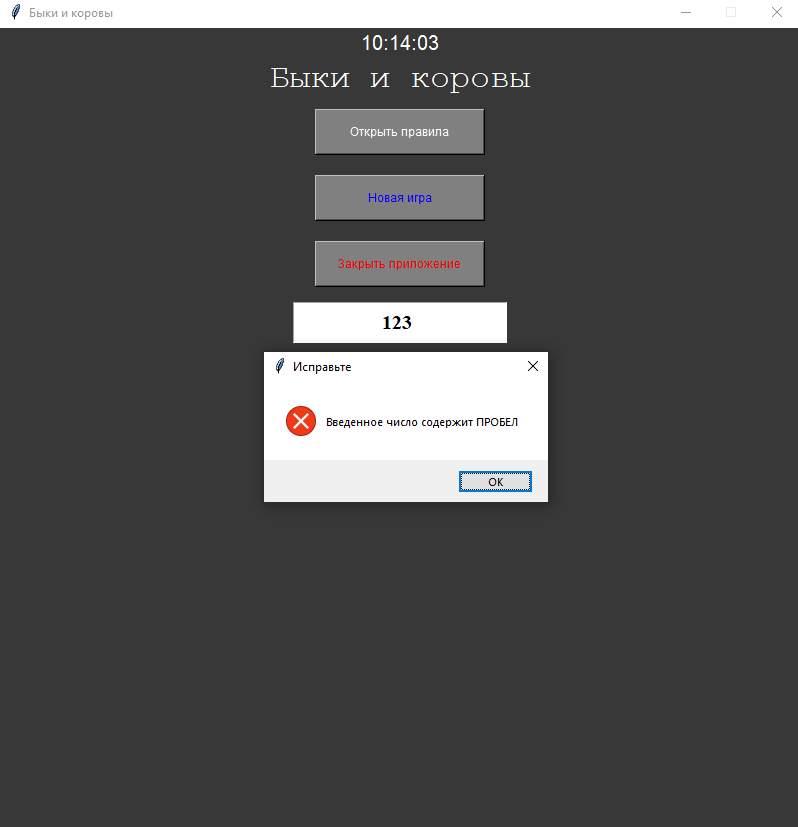 Быки и коровы
10:14:03
Быки и коровы
Открыть правила
Новая игра
Закрыть приложение
123
Исправьте
Введенное число содержит ПРОБЕЛ
ОК